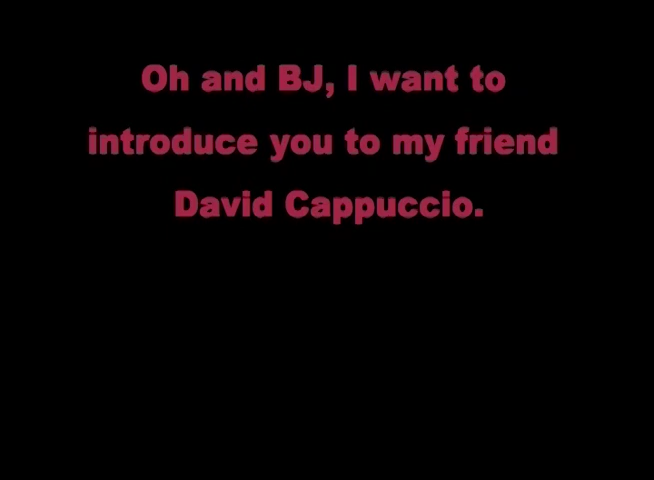 Oh and BJ, I want to
introduce you to my friend
David Cappuccio.